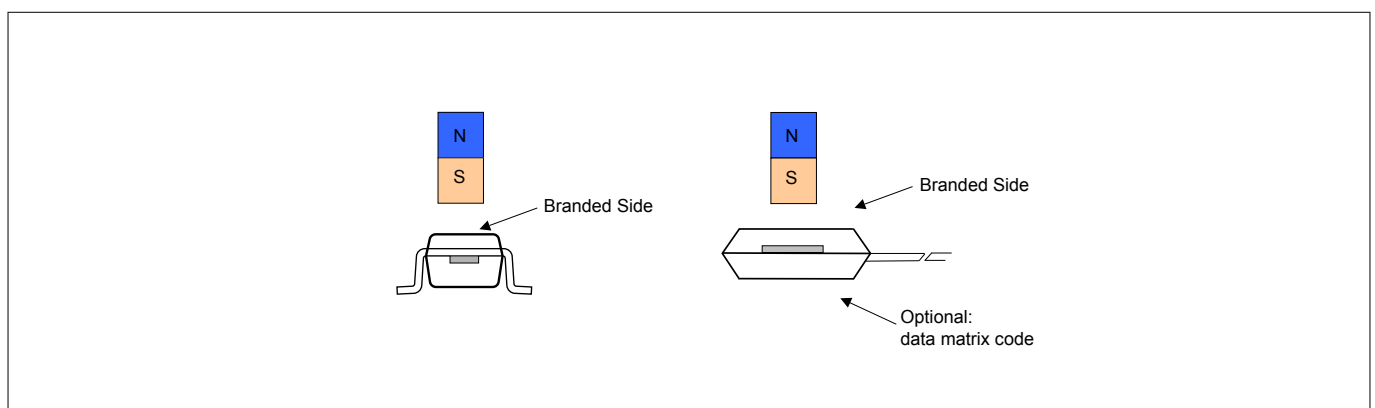 N
S
Branded Side
N
S
Branded Side
Optional:
data matrix code